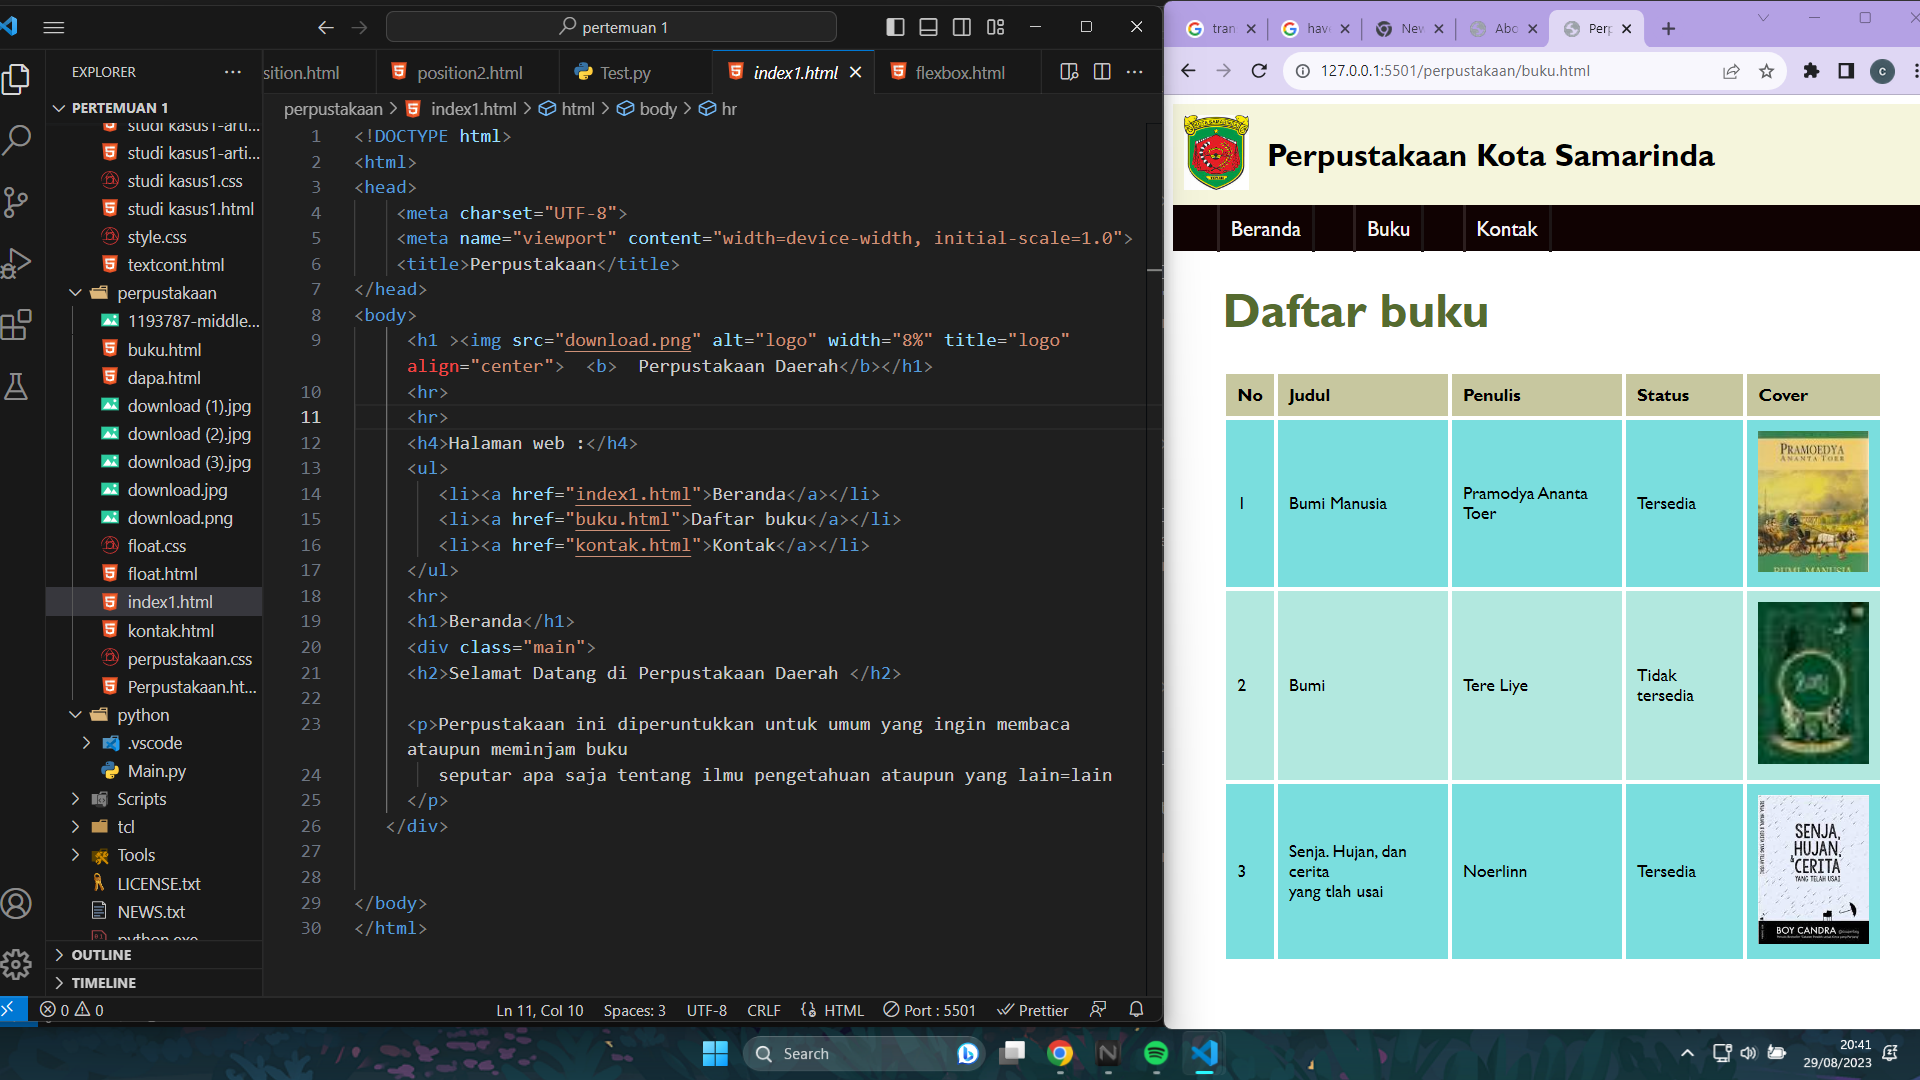 pertemuan 1
EXPLORER
sition.html
position2.html
Test.py
index1.html
flexbox.html
PERTEMUAN 1
perpustakaan > index1.html > html > body > hr
studi kasus1-arti...
studi kasus1-arti...
studi kasus1.css
studi kasus1.html
style.css
textcont.html
perpustakaan
1193787-middle...
buku.html
dapa.html
download (1).jpg
download (2).jpg
download (3).jpg
download.jpg
download.png
float.css
float.html
index1.html
kontak.html
perpustakaan.css
Perpustakaan.ht...
python
.vscode
Main.py
Scripts
tcl
Tools
LICENSE.txt
NEWS.txt
python.exe
OUTLINE
TIMELINE
1 <!DOCTYPE html>
2 <html>
3 <head>
4 <meta charset="UTF-8">
5 <meta name="viewport" content="width=device-width, initial-scale=1.0">
6 <title>Perpustakaan</title>
7 </head>
8 <body>
9 <h1 ><img src="download.png" alt="logo" width="8%" title="logo"
align="center">  <b>  Perpustakaan Daerah</b></h1>
10 <hr>
11 <hr>
12 <h4>Halaman web :</h4>
13 <ul>
14 <li><a href="index1.html">Beranda</a></li>
15 <li><a href="buku.html">Daftar buku</a></li>
16 <li><a href="kontak.html">Kontak</a></li>
17 </ul>
18 <hr>
19 <h1>Beranda</h1>
20 <div class="main">
21 <h2>Selamat Datang di Perpustakaan Daerah </h2>
22
23 <p>Perpustakaan ini diperuntukkan untuk umum yang ingin membaca
ataupun meminjam buku
24 seputar apa saja tentang ilmu pengetahuan ataupun yang lain=lain
25 </p>
26 </div>
27
28
29 </body>
30 </html>
0 0
Ln 11, Col 10
Spaces: 3
UTF-8
CRLF
HTML
Port : 5501
Prettier
tran
hav
New
Abo
Perp
127.0.0.1:5501/perpustakaan/buku.html
c
Perpustakaan Kota Samarinda
Beranda
Buku
Kontak
Daftar buku
No Judul Penulis Status Cover
1 Bumi Manusia Pramodya Ananta
Toer Tersedia
PRAMOEDYA
ANANTA TOER
BUMI MANUSIA
2 Bumi Tere Liye Tidak
tersedia
3 Senja. Hujan, dan
cerita
yang tlah usai Noerlinn Tersedia
SENJA,
HUJAN,
& CERITA
YANG TELAH USAI
BOY CANDRA
Search
20:41
29/08/2023